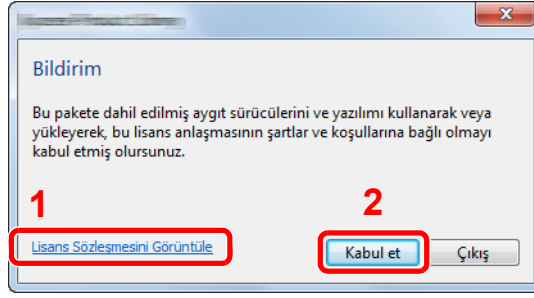 Bildirim
Bu pakete dahil edilmiş aygıt sürücülerini ve yazılımı kullanarak veya
yükleyerek, bu lisans anlaşmasının şartlar ve koşullarına bağlı olmayı
kabul etmiş olursunuz.
1
2
Lisans Sözleşmesini Görüntüle
Kabul et
Çıkış